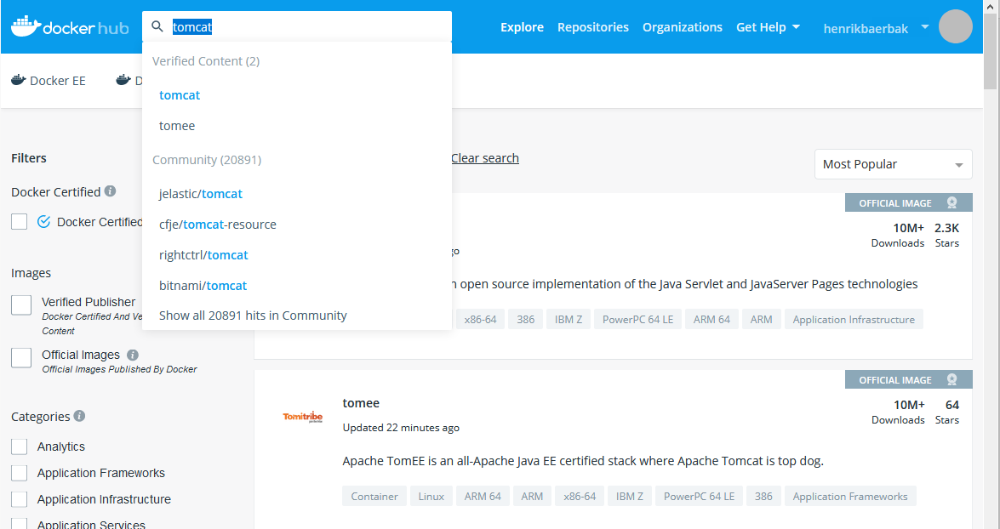 docker hub
tomcat
Explore Repositories Organizations Get Help henrikbaerbak
Docker EE D
Verified Content (2)
tomcat
tomee
Community (20891)
jelastic/tomcat
cfje/tomcat-resource
rightctrl/tomcat
bitnami/tomcat
Show all 20891 hits in Community
Filters
Docker Certified
Docker Certified
Images
Verified Publisher
Docker Certified And Ve
Content
Official Images
Official Images Published By Docker
Categories
Analytics
Application Frameworks
Application Infrastructure
Application Services
Clear search
Most Popular
OFFICIAL IMAGE
10M+ 2.3K
Downloads Stars
go
open source implementation of the Java Servlet and JavaServer Pages technologies
x86-64 386 IBM Z PowerPC 64 LE ARM 64 ARM Application Infrastructure
OFFICIAL IMAGE
Tomitribe
tomee
10M+ 64
Updated 22 minutes ago
Downloads Stars
Apache TomEE is an all-Apache Java EE certified stack where Apache Tomcat is top dog.
Container Linux ARM 64 ARM x86-64 IBM Z PowerPC 64 LE 386 Application Frameworks